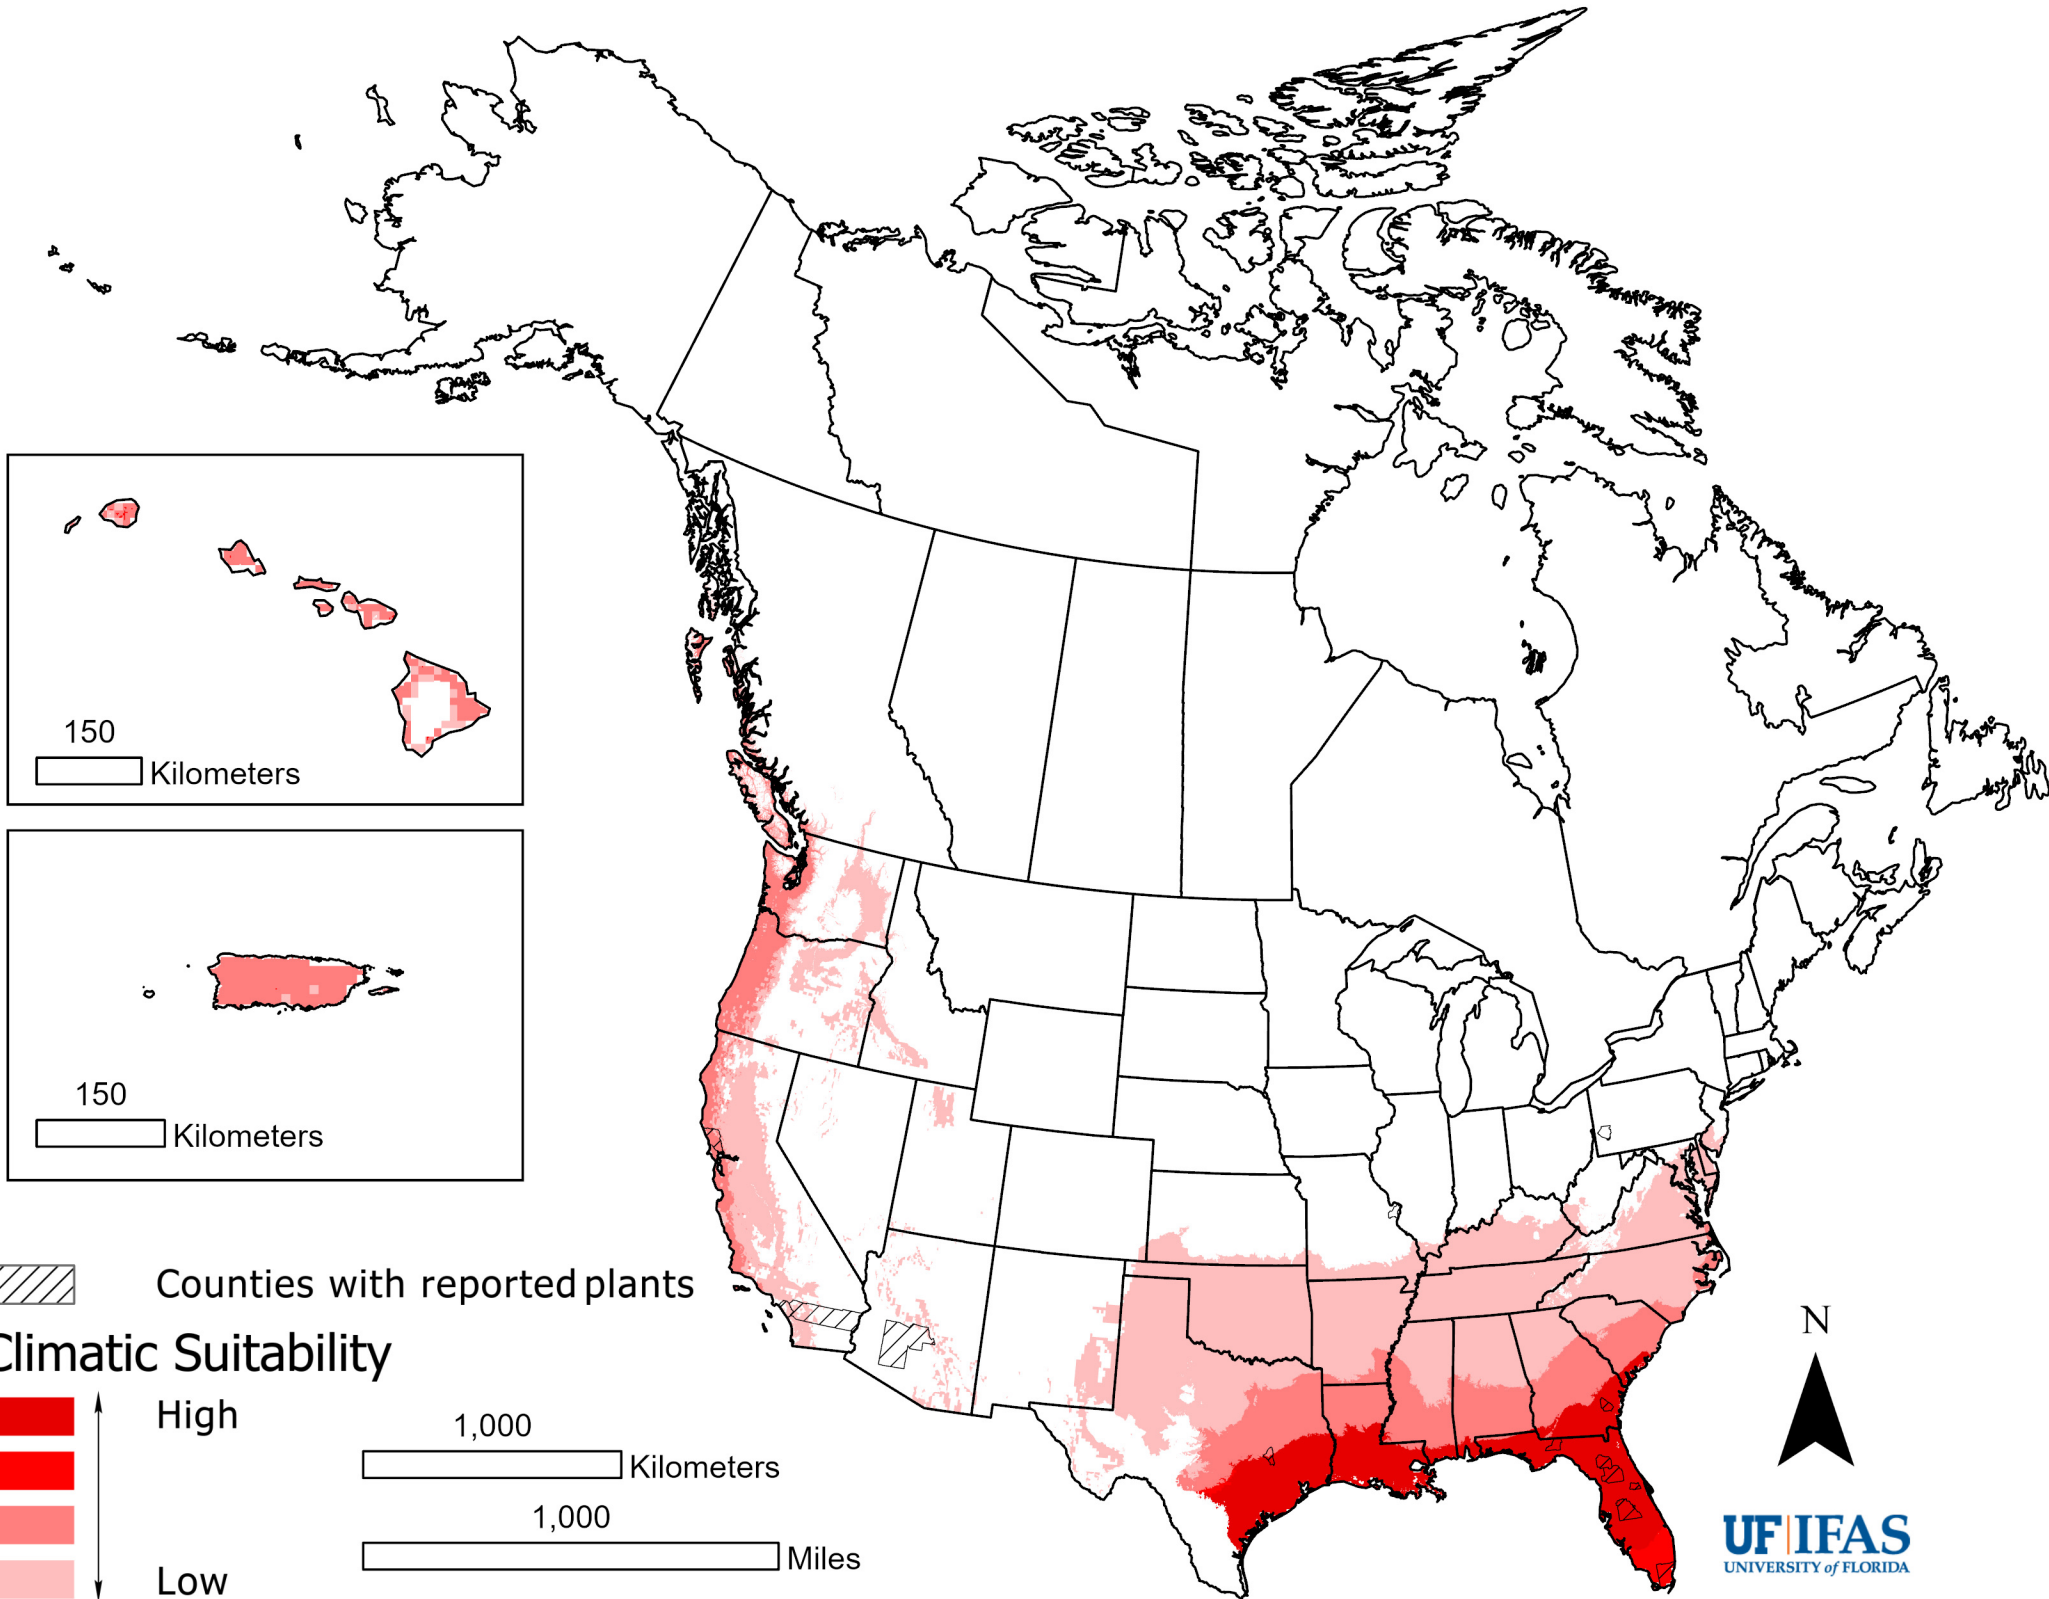 150
Kilometers
150
Kilometers
Counties with reported plants
Climatic Suitability
High
Low
1,000
Kilometers
1,000
Miles
N
UF|IFAS
UNIVERSITY of FLORIDA